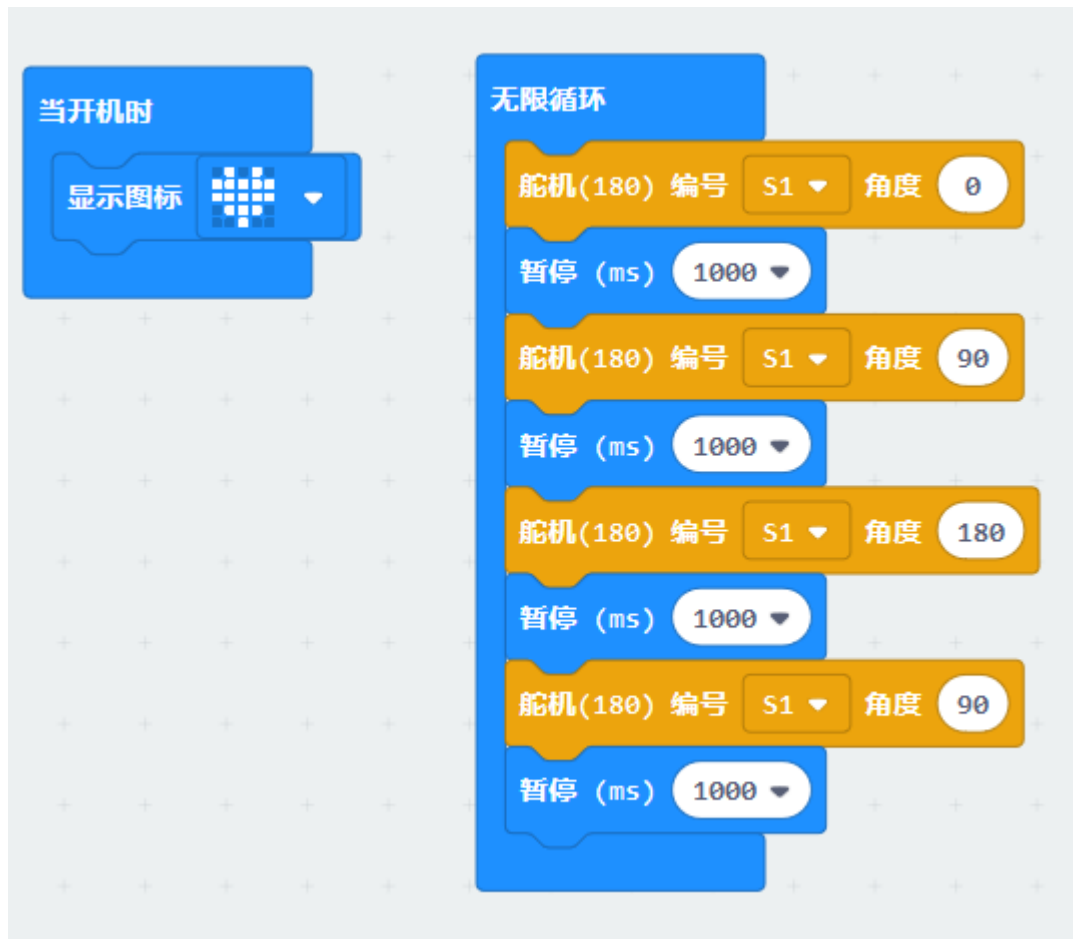 当开机时
显示图标
无限循环
舵机(180) 编号 S1 角度 0
暂停 (ms) 1000
舵机(180) 编号 S1 角度 90
暂停 (ms) 1000
舵机(180) 编号 S1 角度 180
暂停 (ms) 1000
舵机(180) 编号 S1 角度 90
暂停 (ms) 1000